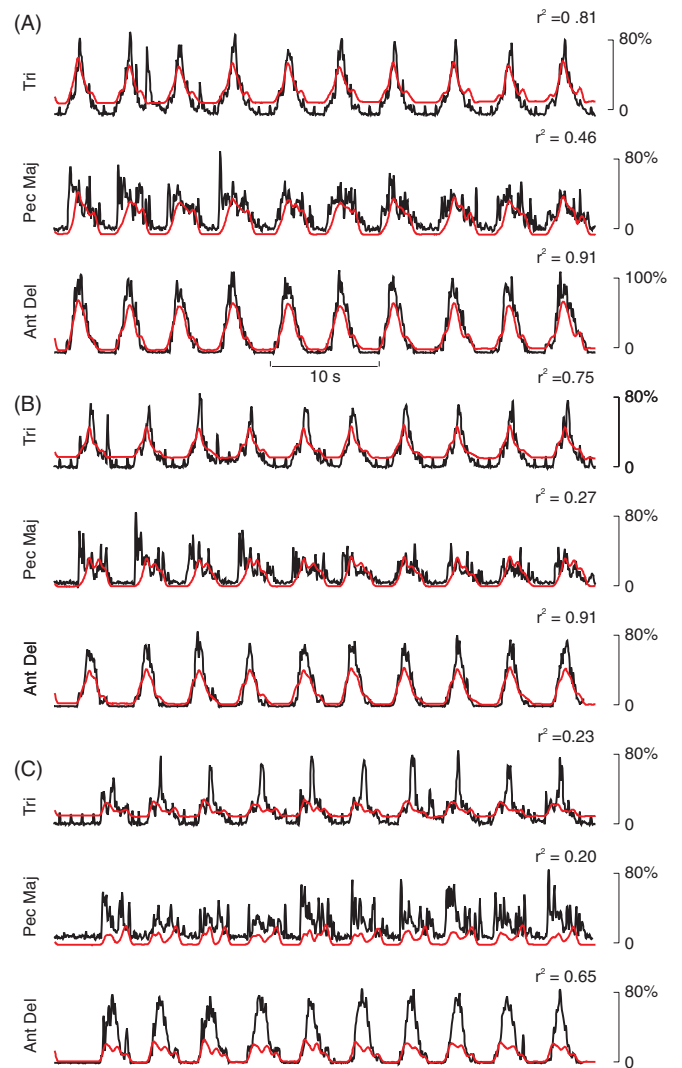 (A)
r² =0 .81
80%
Tri
0
r² = 0.46
80%
Pec Maj
0
r² = 0.91
100%
Ant Del
0
10 s
r² =0.75
(B)
80%
Tri
0
r² = 0.27
80%
Pec Maj
0
r² = 0.91
80%
Ant Del
0
r² =0.23
(C)
80%
Tri
0
r² = 0.20
80%
Pec Maj
0
r² = 0.65
80%
Ant Del
0